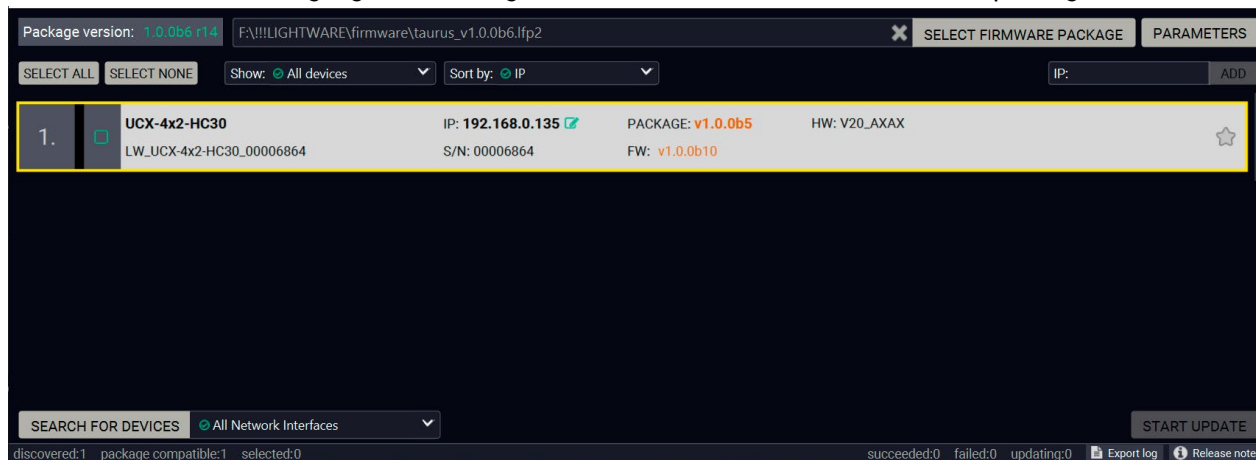 Package version: 1.0.0b6 r14 F:\!!!LIGHTWARE\firmware\taurus_v1.0.0b6.lfp2 SELECT FIRMWARE PACKAGE PARAMETERS
SELECT ALL SELECT NONE Show: All devices Sort by: IP IP: ADD
1. UCX-4x2-HC30 IP: 192.168.0.135 PACKAGE: v1.0.0b5 HW: V20_AXAX
LW_UCX-4x2-HC30_00006864 S/N: 00006864 FW: v1.0.0b10
SEARCH FOR DEVICES All Network Interfaces START UPDATE
discovered:1 package compatible:1 selected:0 succeeded:0 failed:0 updating:0 Export log Release note